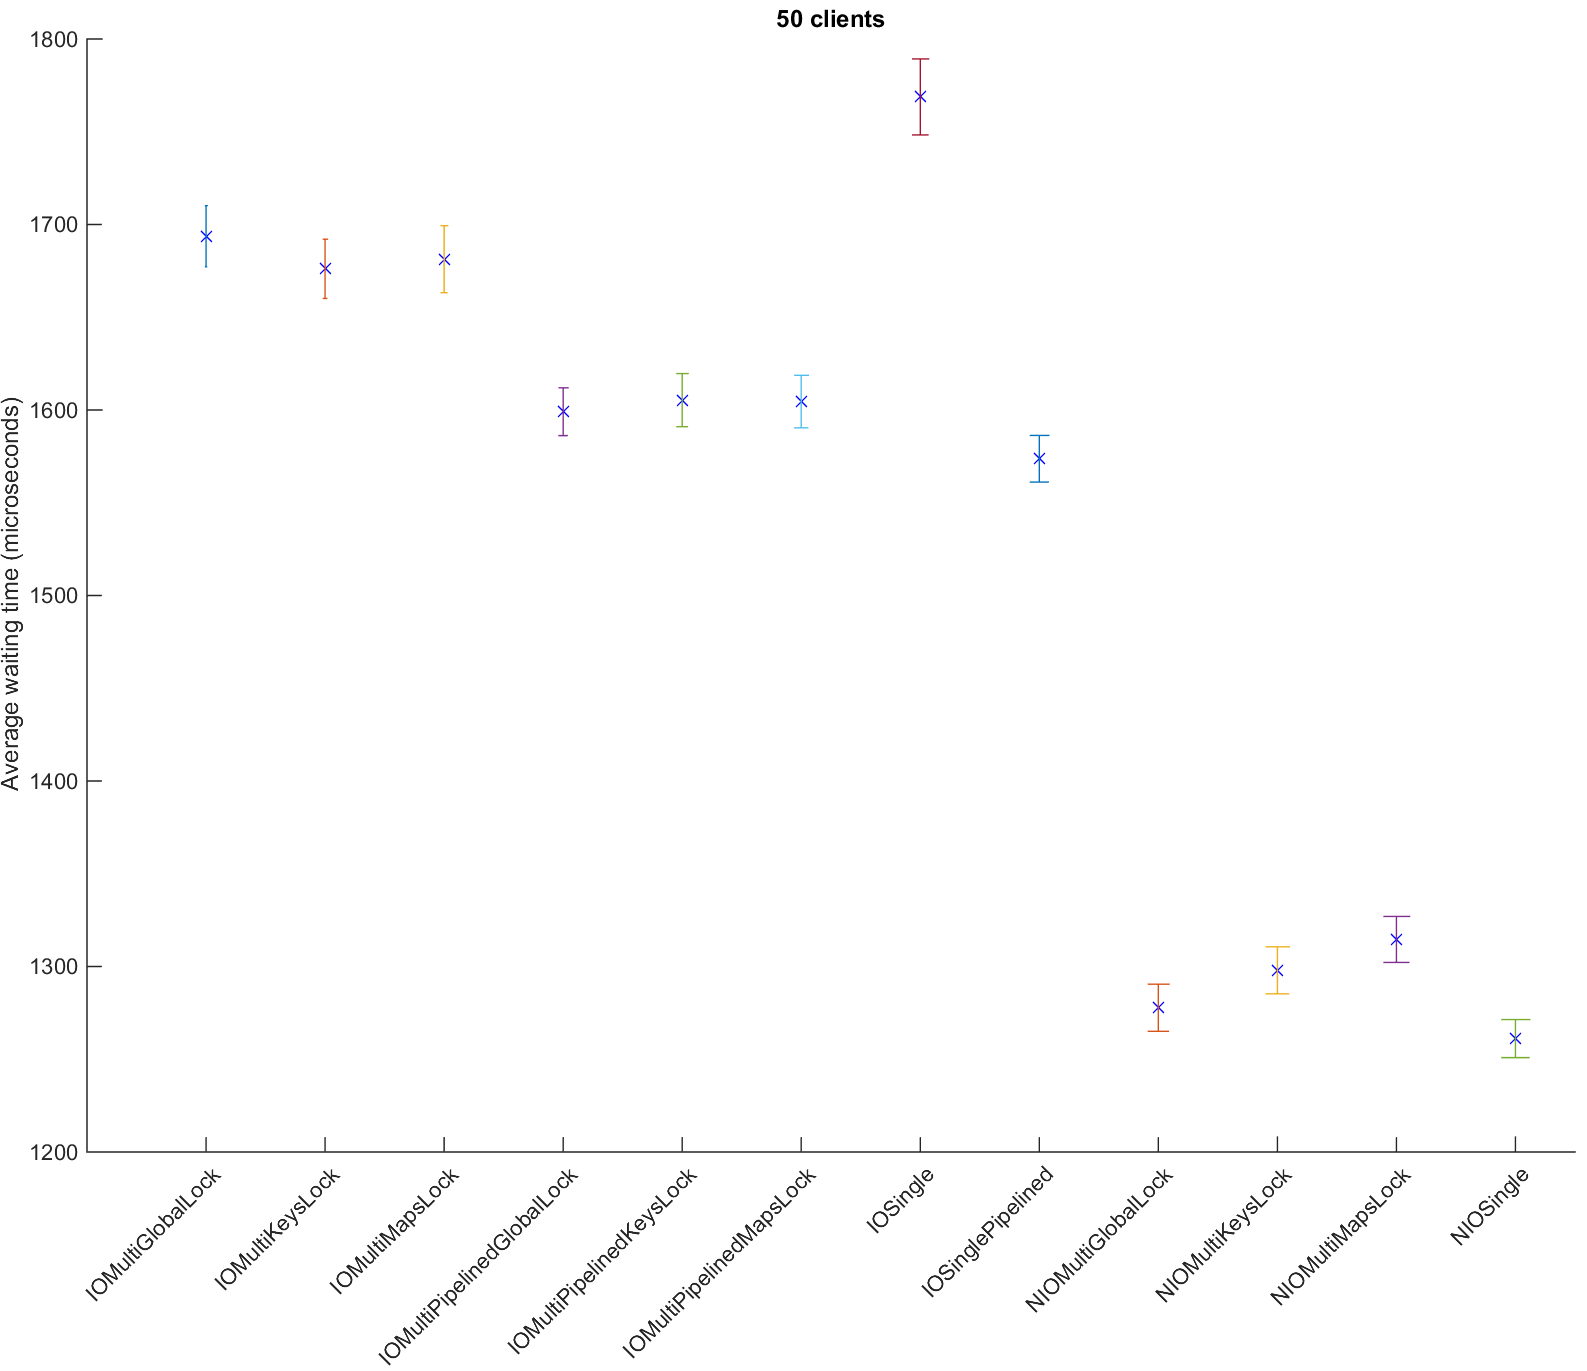 50 clients
Average waiting time (microseconds)
1800
1700
1600
1500
1400
1300
1200
IOMultiGlobalLock
IOMultiKeysLock
IOMultiMapsLock
IOMultiPipelinedGlobalLock
IOMultiPipelinedKeysLock
IOMultiPipelinedMapsLock
IOSingle
IOSinglePipelined
NIOMultiGlobalLock
NIOMultiKeysLock
NIOMultiMapsLock
NIOSingle